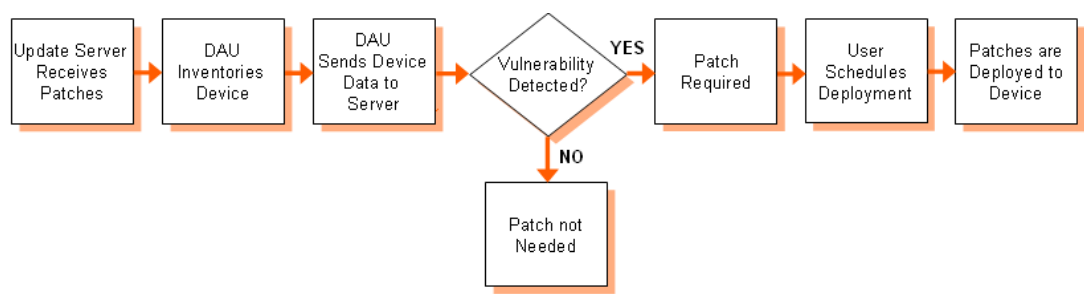 Update Server
Receives
Patches
DAU
Inventories
Device
DAU
Sends Device
Data to
Server
Vulnerability
Detected?
YES
Patch
Required
User
Schedules
Deployment
Patches are
Deployed to
Device
NO
Patch not
Needed